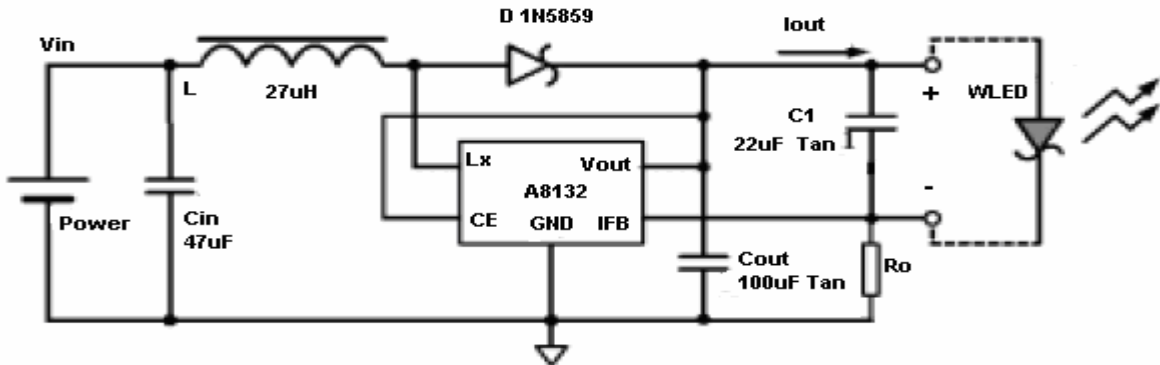 D 1N5859
Iout
Vin
L
27uH
+
WLED
C1
22uF Tan
Lx
Vout
A8132
-
Power
Cin
47uF
CE
GND
IFB
Cout
100uF Tan
Ro